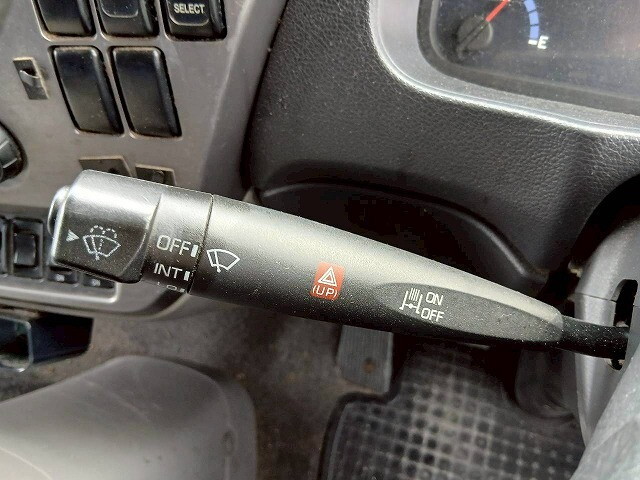 SELECT
E
OFF
INT
(UP)
ON
OFF